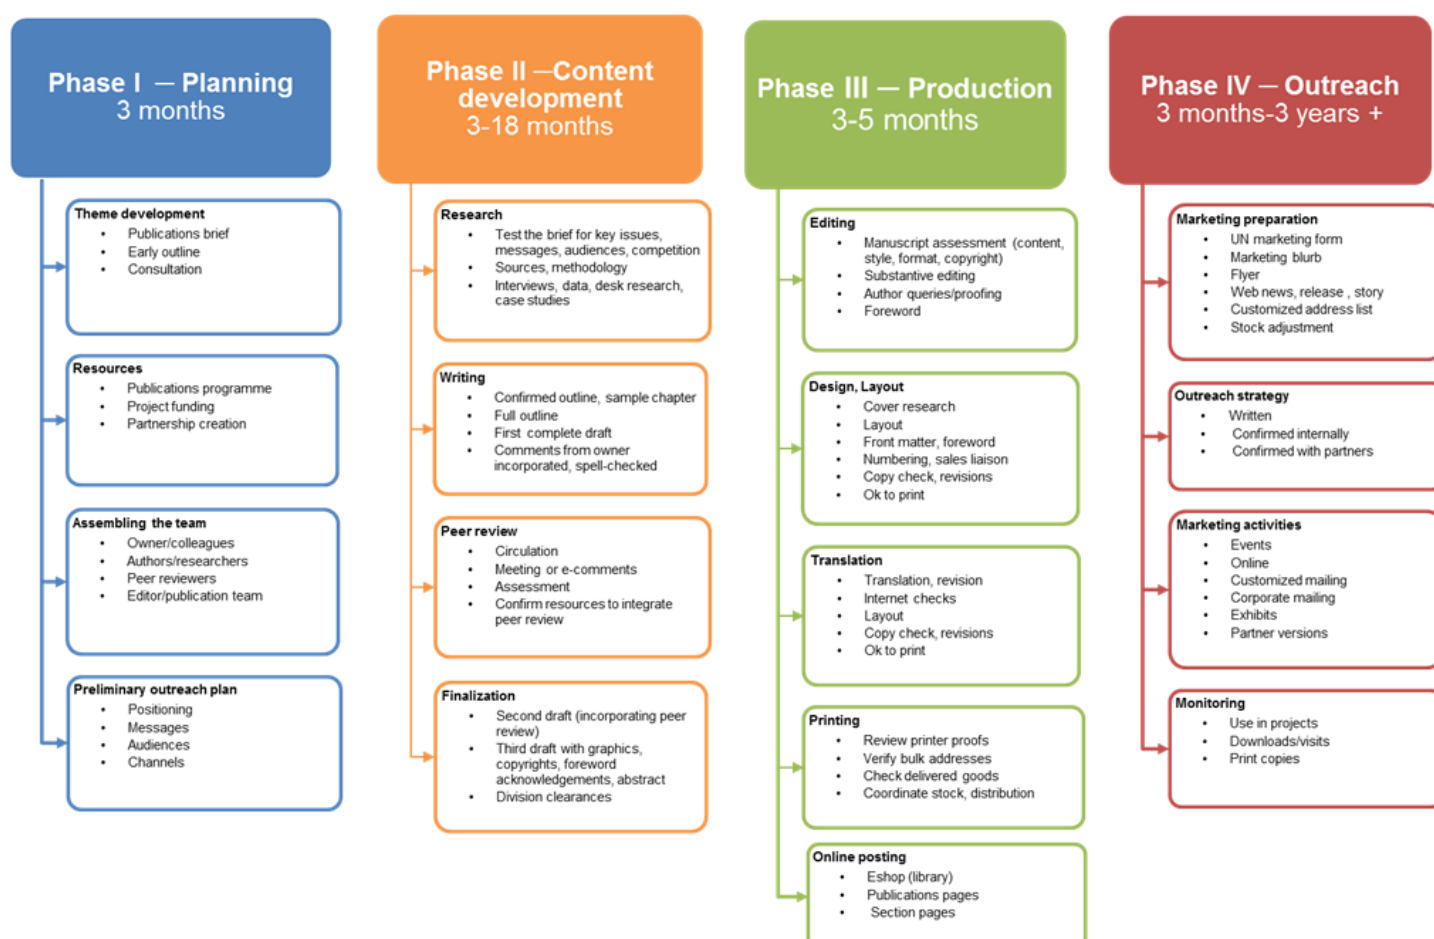 Phase I — Planning
3 months
Theme development
• Publications brief
• Early outline
• Consultation
Resources
• Publications programme
• Project funding
• Partnership creation
Assembling the team
• Owner/colleagues
• Authors/researchers
• Peer reviewers
• Editor/publication team
Preliminary outreach plan
• Positioning
• Messages
• Audiences
• Channels
Phase II —Content
development
3-18 months
Research
• Test the brief for key issues,
messages, audiences, competition
• Sources, methodology
• Interviews, data, desk research,
case studies
Writing
• Confirmed outline, sample chapter
• Full outline
• First complete draft
• Comments from owner
incorporated, spell-checked
Peer review
• Circulation
• Meeting or e-comments
• Assessment
• Confirm resources to integrate
peer review
Finalization
• Second draft (incorporating peer
review)
• Third draft with graphics,
copyrights, foreword
acknowledgements, abstract
• Division clearances
Phase III — Production
3-5 months
Editing
• Manuscript assessment (content,
style, format, copyright)
• Substantive editing
• Author queries/proofing
• Foreword
Design, Layout
• Cover research
• Layout
• Front matter, foreword
• Numbering, sales liaison
• Copy check, revisions
• Ok to print
Translation
• Translation, revision
• Internet checks
• Layout
• Copy check, revisions
• Ok to print
Printing
• Review printer proofs
• Verify bulk addresses
• Check delivered goods
• Coordinate stock, distribution
Online posting
• Eshop (library)
• Publications pages
• Section pages
Phase IV — Outreach
3 months-3 years +
Marketing preparation
• UN marketing form
• Marketing blurb
• Flyer
• Web news, release , story
• Customized address list
• Stock adjustment
Outreach strategy
• Written
• Confirmed internally
• Confirmed with partners
Marketing activities
• Events
• Online
• Customized mailing
• Corporate mailing
• Exhibits
• Partner versions
Monitoring
• Use in projects
• Downloads/visits
• Print copies